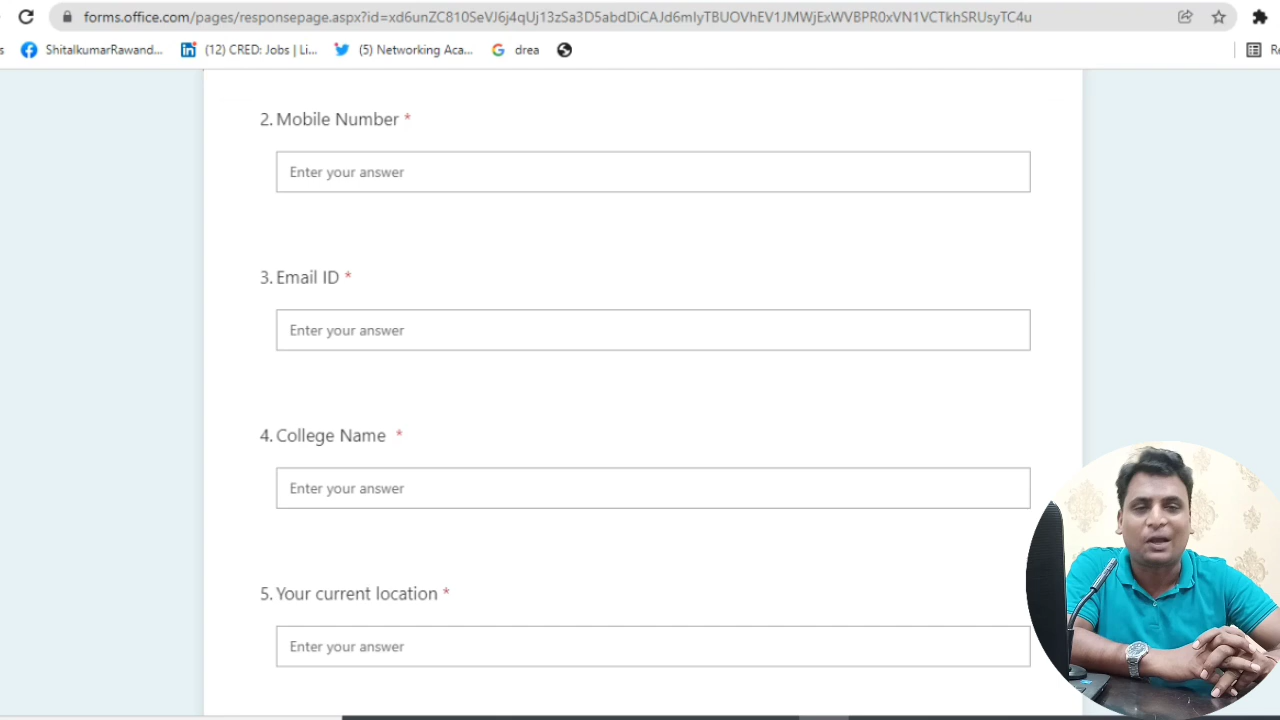 forms.office.com/pages/responsepage.aspx?id=xd6unZC810SeVJ6j4qUj13zSa3D5abdDiCAJd6mIyTBUOVhEV1JMWjExWVBPR0xVN1VCTkhSRUsyTC4u
s ShitalkumarRawand... (12) CRED: Jobs | Li... (5) Networking Aca... drea Re
2. Mobile Number *
Enter your answer
3. Email ID *
Enter your answer
4. College Name *
Enter your answer
5. Your current location *
Enter your answer